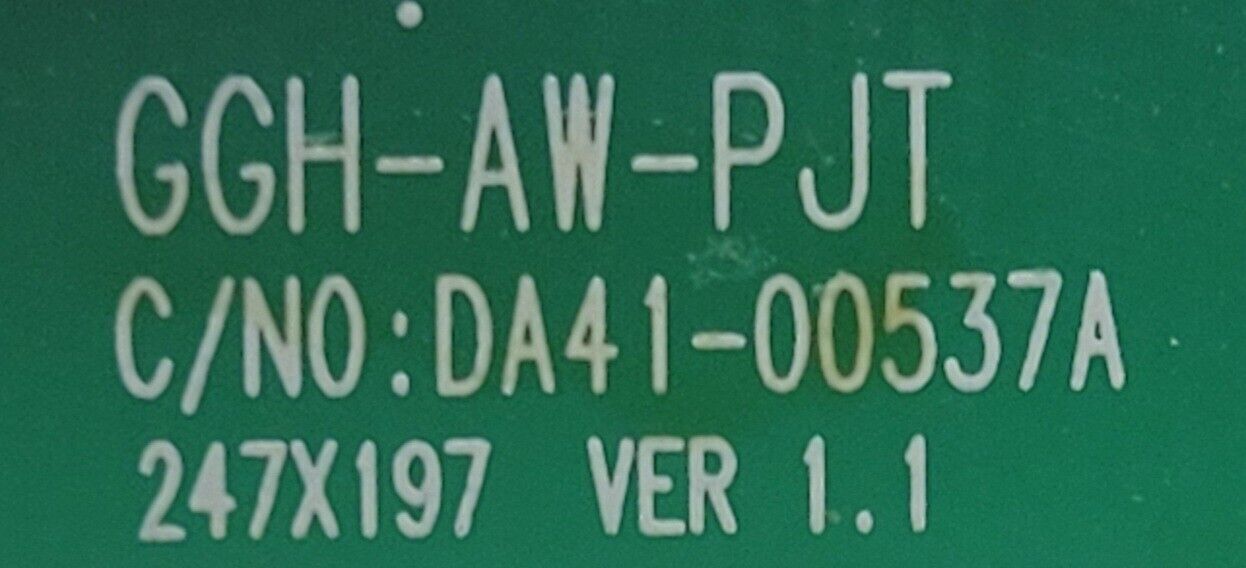 GGH-AW-PJT
C/NO:DA41-00537A
247X197 VER 1.1